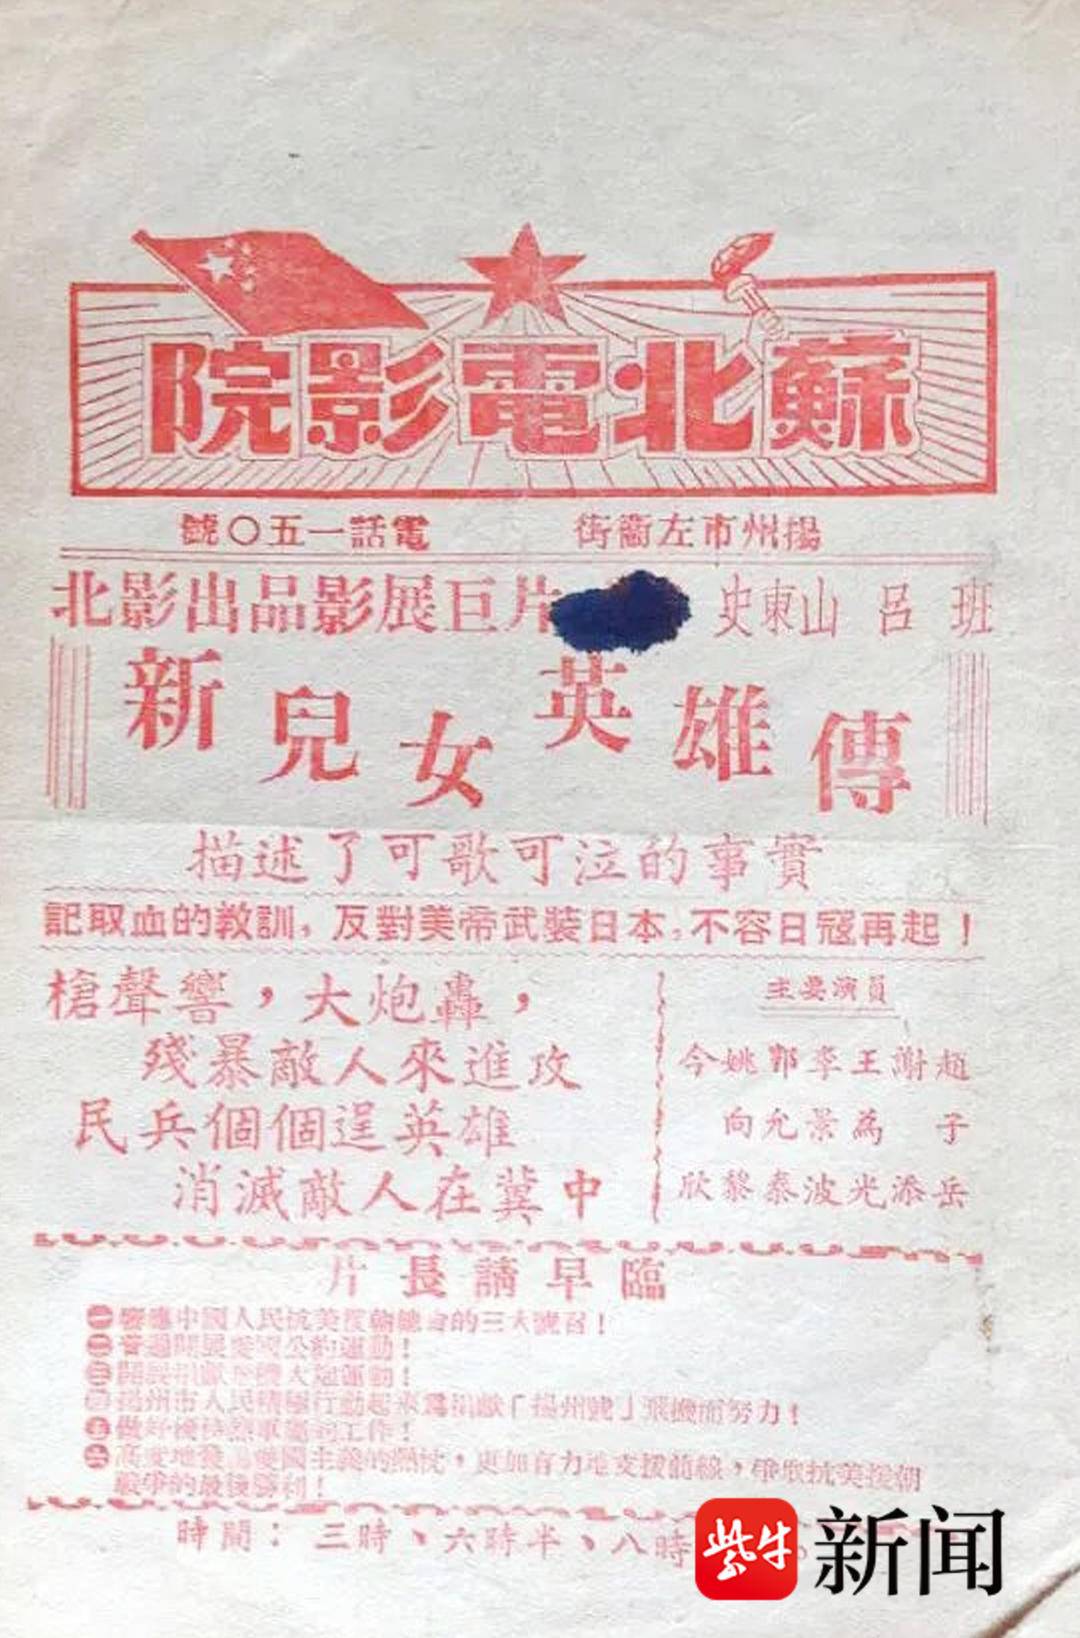 蘇北電影院
揚州市左衞街 電話一五〇號
北影出品影展巨片 史東山 呂班
新兒女英雄傳
描述了可歌可泣的事實
記取血的教訓，反對美帝武裝日本，不容日寇再起！
槍聲響，大炮轟，
殘暴敵人來進攻
民兵個個逞英雄
消滅敵人在冀中
主要演員
趙子岳
謝添
王為光
李景波
郭允泰
姚向黎
今欣
片長請早臨
一 響應中國人民抗美援朝總會的三大號召！
二 普遍開展愛國公約運動！
三 開展捐獻飛機大炮運動！
四 揚州市人民積極行動起來為捐獻「揚州號」飛機而努力！
五 做好優待烈軍屬的工作！
六 高度地發揚愛國主義的熱忱，更加有力地支援前線，爭取抗美援朝
戰爭的最後勝利！
時間：三時、六時半、八時
紫牛 新闻